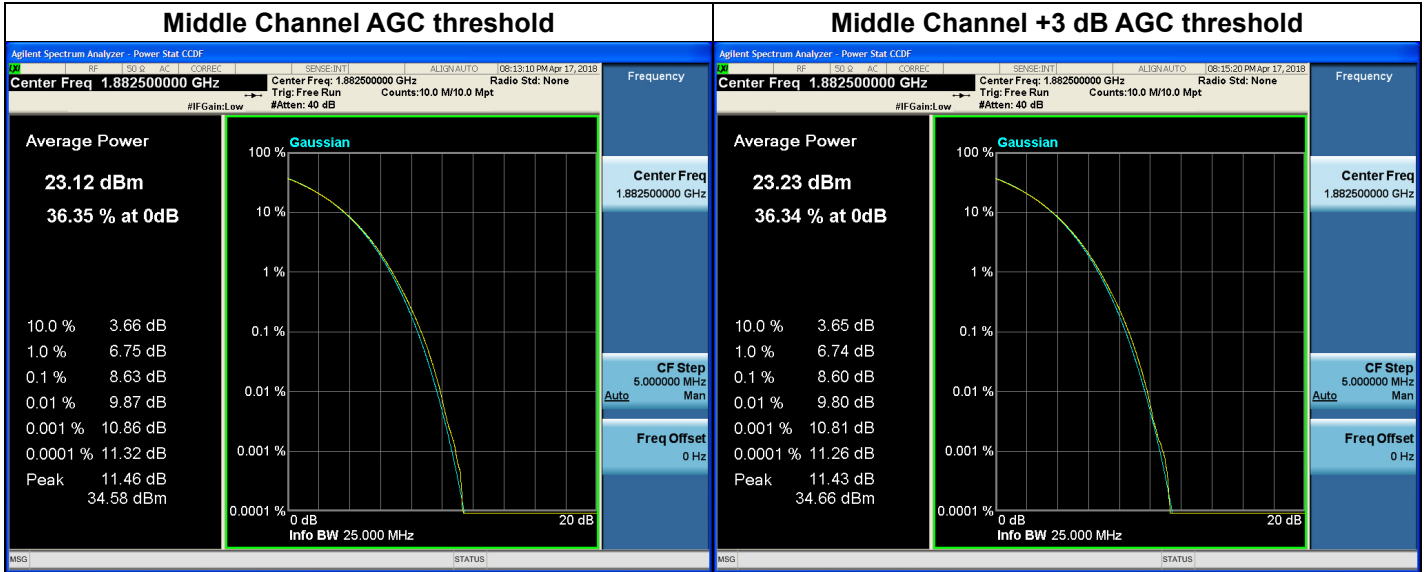 Middle Channel AGC threshold
Agilent Spectrum Analyzer - Power Stat CCDF
LXI RF 50 Ω AC CORREC SENSE:INT ALIGN AUTO 08:13:10 PM Apr 17, 2018
Center Freq 1.882500000 GHz
Center Freq: 1.882500000 GHz Radio Std: None
Trig: Free Run Counts:10.0 M/10.0 Mpt
#IFGain:Low #Atten: 40 dB
Average Power
23.12 dBm
36.35 % at 0dB
10.0 % 3.66 dB
1.0 % 6.75 dB
0.1 % 8.63 dB
0.01 % 9.87 dB
0.001 % 10.86 dB
0.0001 % 11.32 dB
Peak 11.46 dB
34.58 dBm
Gaussian
100 %
10 %
1 %
0.1 %
0.01 %
0.001 %
0.0001 %
0 dB 20 dB
Info BW 25.000 MHz
Frequency
Center Freq
1.882500000 GHz
CF Step
5.000000 MHz
Auto Man
Freq Offset
0 Hz
MSG STATUS
Middle Channel +3 dB AGC threshold
Agilent Spectrum Analyzer - Power Stat CCDF
LXI RF 50 Ω AC CORREC SENSE:INT ALIGN AUTO 08:15:20 PM Apr 17, 2018
Center Freq 1.882500000 GHz
Center Freq: 1.882500000 GHz Radio Std: None
Trig: Free Run Counts:10.0 M/10.0 Mpt
#IFGain:Low #Atten: 40 dB
Average Power
23.23 dBm
36.34 % at 0dB
10.0 % 3.65 dB
1.0 % 6.74 dB
0.1 % 8.60 dB
0.01 % 9.80 dB
0.001 % 10.81 dB
0.0001 % 11.26 dB
Peak 11.43 dB
34.66 dBm
Gaussian
100 %
10 %
1 %
0.1 %
0.01 %
0.001 %
0.0001 %
0 dB 20 dB
Info BW 25.000 MHz
Frequency
Center Freq
1.882500000 GHz
CF Step
5.000000 MHz
Auto Man
Freq Offset
0 Hz
MSG STATUS